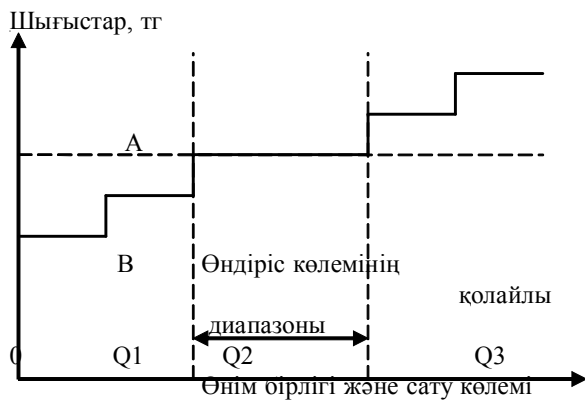 Шығыстар, тг
А
В
Өндіріс көлемінің
қолайлы
диапазоны
0 Q1 Q2 Q3
Өнім бірлігі және сату көлемі